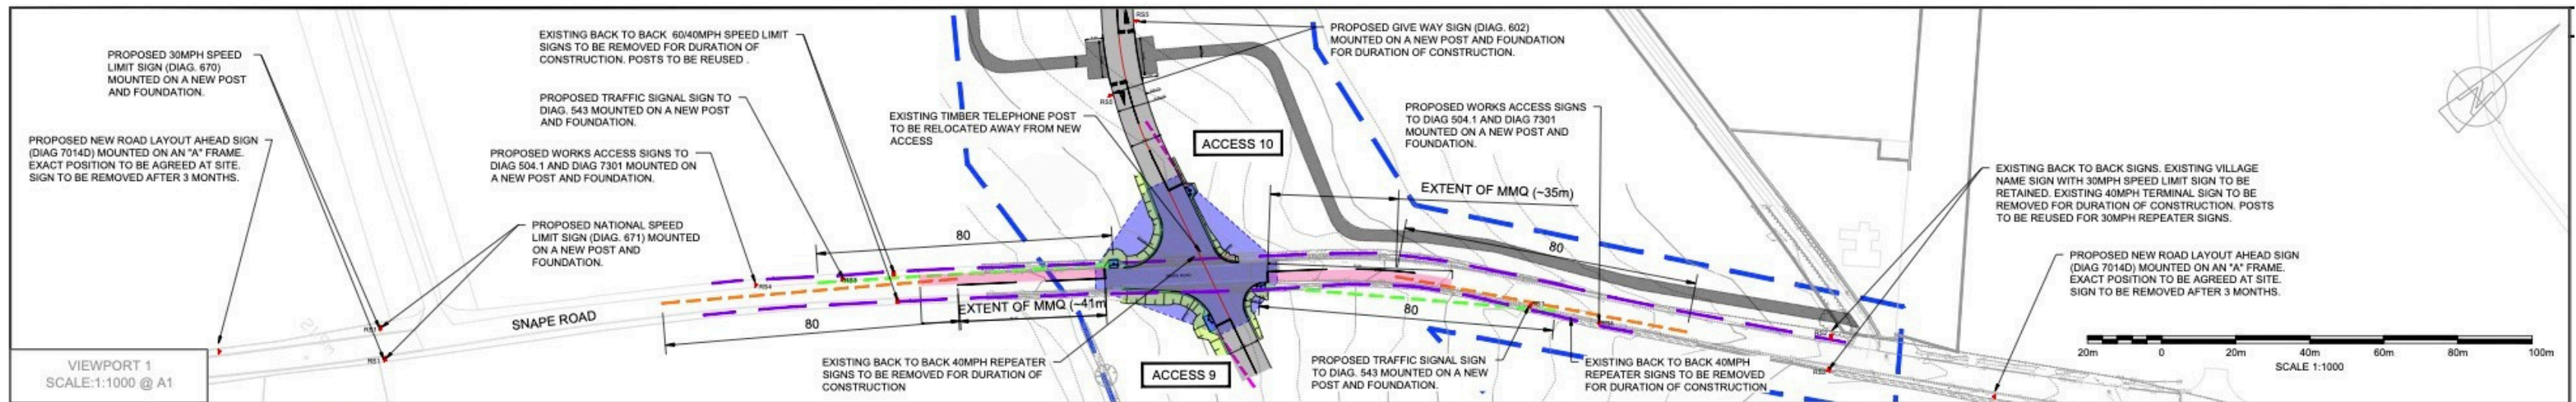 PROPOSED 30MPH SPEED
LIMIT SIGN (DIAG. 670)
MOUNTED ON A NEW POST
AND FOUNDATION.
PROPOSED NEW ROAD LAYOUT AHEAD SIGN
(DIAG 7014D) MOUNTED ON AN "A" FRAME.
EXACT POSITION TO BE AGREED AT SITE.
SIGN TO BE REMOVED AFTER 3 MONTHS.
EXISTING BACK TO BACK 60/40MPH SPEED LIMIT
SIGNS TO BE REMOVED FOR DURATION OF
CONSTRUCTION. POSTS TO BE REUSED .
PROPOSED TRAFFIC SIGNAL SIGN TO
DIAG. 543 MOUNTED ON A NEW POST
AND FOUNDATION.
PROPOSED WORKS ACCESS SIGNS TO
DIAG 504.1 AND DIAG 7301 MOUNTED ON
A NEW POST AND FOUNDATION.
PROPOSED NATIONAL SPEED
LIMIT SIGN (DIAG. 671) MOUNTED
ON A NEW POST AND
FOUNDATION.
EXISTING TIMBER TELEPHONE POST
TO BE RELOCATED AWAY FROM NEW
ACCESS
RS5
RS5
PROPOSED GIVE WAY SIGN (DIAG. 602)
MOUNTED ON A NEW POST AND FOUNDATION
FOR DURATION OF CONSTRUCTION.
ACCESS 10
PROPOSED WORKS ACCESS SIGNS
TO DIAG 504.1 AND DIAG 7301
MOUNTED ON A NEW POST AND
FOUNDATION.
EXTENT OF MMQ (~35m)
80
80
EXISTING BACK TO BACK SIGNS. EXISTING VILLAGE
NAME SIGN WITH 30MPH SPEED LIMIT SIGN TO BE
RETAINED. EXISTING 40MPH TERMINAL SIGN TO BE
REMOVED FOR DURATION OF CONSTRUCTION. POSTS
TO BE REUSED FOR 30MPH REPEATER SIGNS.
PROPOSED NEW ROAD LAYOUT AHEAD SIGN
(DIAG 7014D) MOUNTED ON AN "A" FRAME.
EXACT POSITION TO BE AGREED AT SITE.
SIGN TO BE REMOVED AFTER 3 MONTHS.
RS4
RS3
SNAPE ROAD
EXTENT OF MMQ (~41m
80
80
RS1
RS1
EXISTING BACK TO BACK 40MPH REPEATER
SIGNS TO BE REMOVED FOR DURATION OF
CONSTRUCTION
ACCESS 9
PROPOSED TRAFFIC SIGNAL SIGN
TO DIAG. 543 MOUNTED ON A NEW
POST AND FOUNDATION.
EXISTING BACK TO BACK 40MPH
REPEATER SIGNS TO BE REMOVED
FOR DURATION OF CONSTRUCTION
20m 0 20m 40m 60m 80m 100m
SCALE 1:1000
VIEWPORT 1
SCALE:1:1000 @ A1